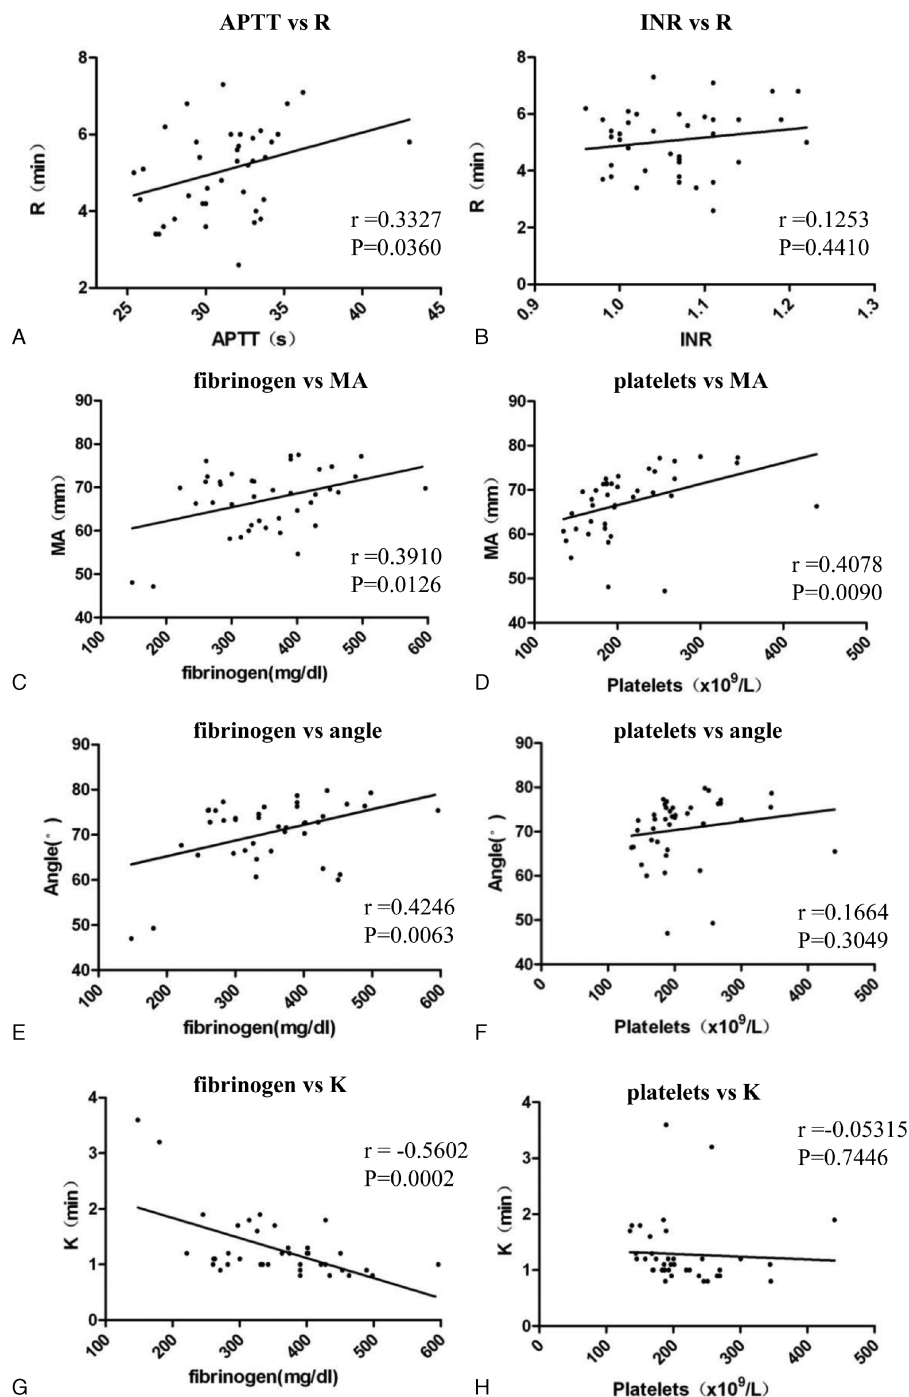 APTT vs R
8
6
4
2
R (min)
r =0.3327
P=0.0360
25
30
35
40
45
APTT (s)
A
INR vs R
8
6
4
2
0
R (min)
r =0.1253
P=0.4410
0.9
1.0
1.1
1.2
1.3
INR
B
fibrinogen vs MA
90
80
70
60
50
40
MA (mm)
r =0.3910
P=0.0126
100
200
300
400
500
600
fibrinogen(mg/dl)
C
platelets vs MA
90
80
70
60
50
40
MA (mm)
r =0.4078
P=0.0090
100
200
300
400
500
Platelets (x10⁹/L)
D
fibrinogen vs angle
90
80
70
60
50
40
Angle(°)
r =0.4246
P=0.0063
100
200
300
400
500
600
fibrinogen(mg/dl)
E
platelets vs angle
90
80
70
60
50
40
Angle(°)
r =0.1664
P=0.3049
0
100
200
300
400
500
Platelets (x10⁹/L)
F
fibrinogen vs K
4
3
2
1
0
K (min)
r = -0.5602
P=0.0002
100
200
300
400
500
600
fibrinogen(mg/dl)
G
platelets vs K
4
3
2
1
0
K (min)
r =-0.05315
P=0.7446
0
100
200
300
400
500
Platelets (x10⁹/L)
H